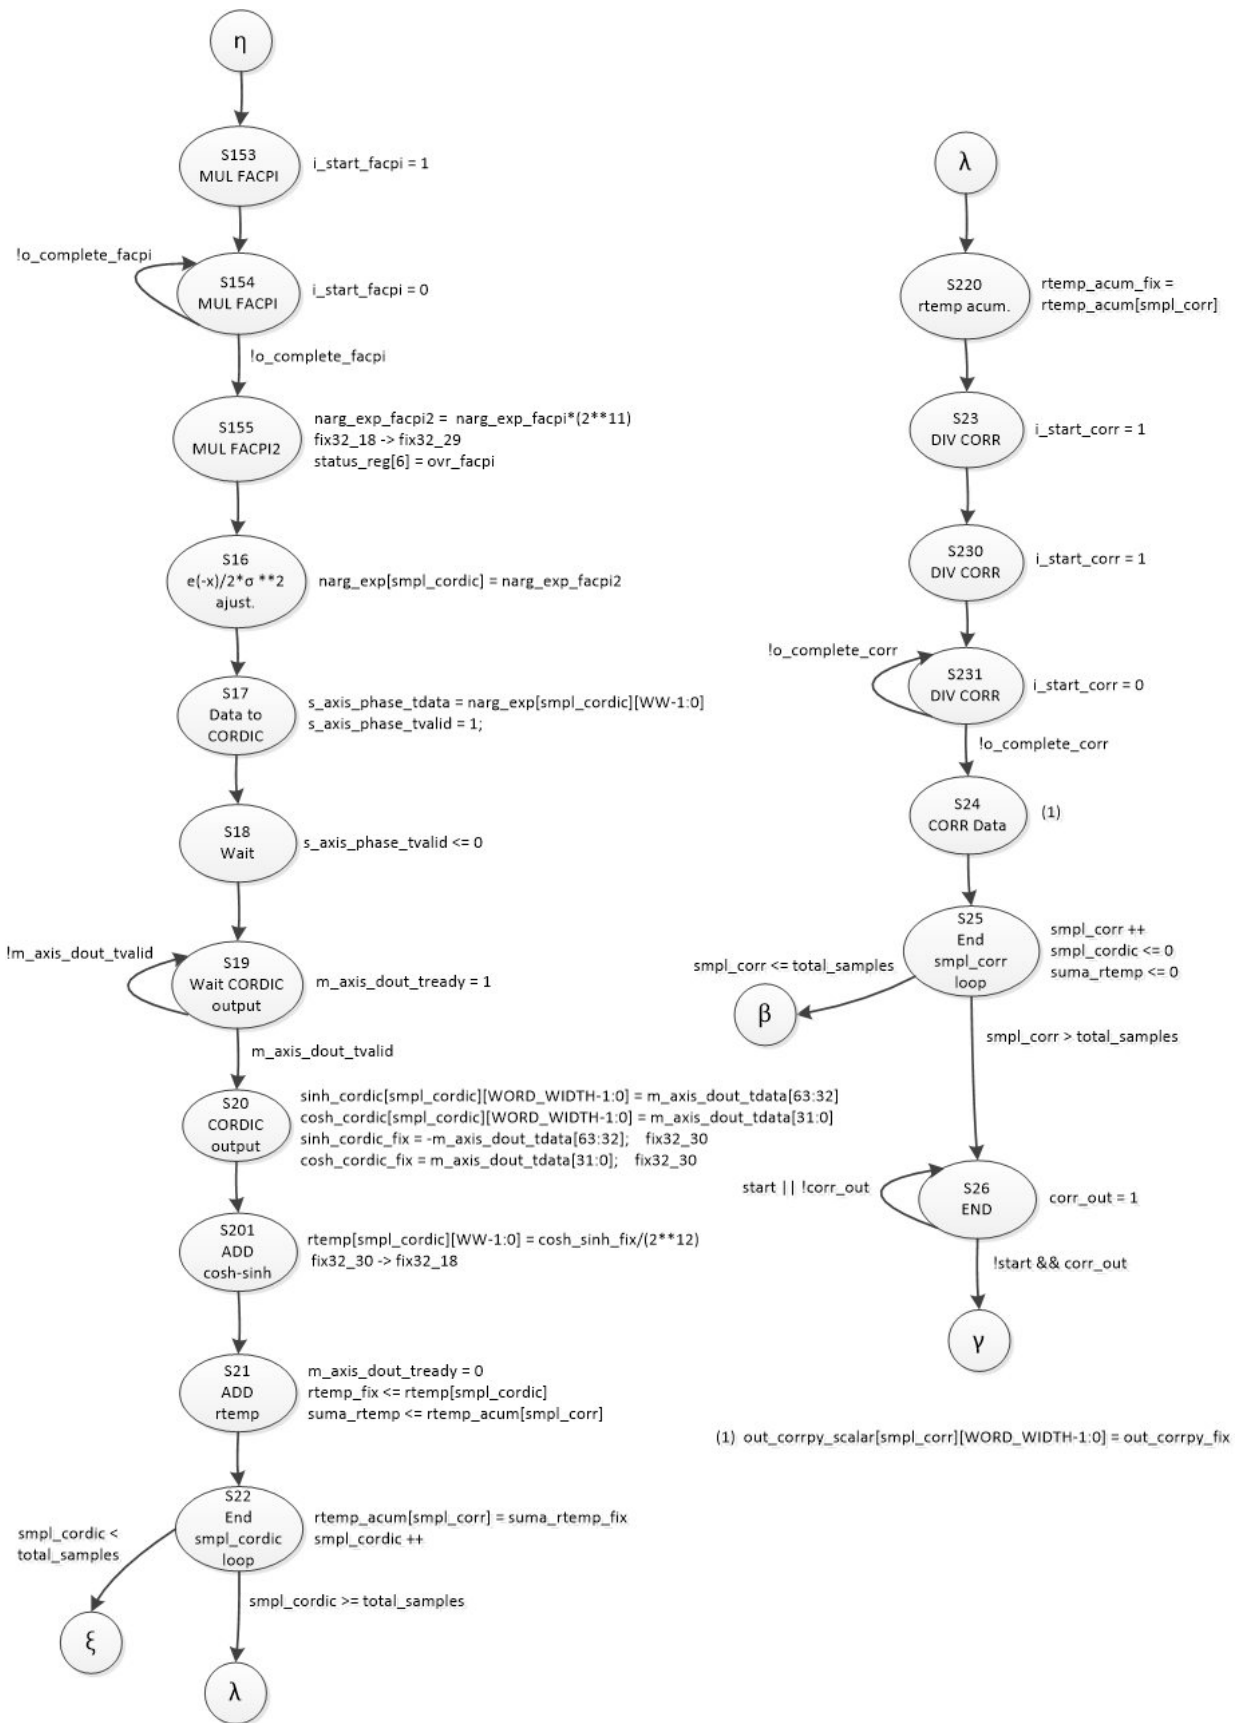 η
S153
MUL FACPI
i_start_facpi = 1
!o_complete_facpi
S154
MUL FACPI
i_start_facpi = 0
!o_complete_facpi
S155
MUL FACPI2
narg_exp_facpi2 = narg_exp_facpi*(2**11)
fix32_18 -> fix32_29
status_reg[6] = ovr_facpi
S16
e(-x)/2*σ **2
ajust.
narg_exp[smpl_cordic] = narg_exp_facpi2
S17
Data to
CORDIC
s_axis_phase_tdata = narg_exp[smpl_cordic][WW-1:0]
s_axis_phase_tvalid = 1;
S18
Wait
s_axis_phase_tvalid <= 0
!m_axis_dout_tvalid
S19
Wait CORDIC
output
m_axis_dout_tready = 1
m_axis_dout_tvalid
S20
CORDIC
output
sinh_cordic[smpl_cordic][WORD_WIDTH-1:0] = m_axis_dout_tdata[63:32]
cosh_cordic[smpl_cordic][WORD_WIDTH-1:0] = m_axis_dout_tdata[31:0]
sinh_cordic_fix = -m_axis_dout_tdata[63:32]; fix32_30
cosh_cordic_fix = m_axis_dout_tdata[31:0]; fix32_30
S201
ADD
cosh-sinh
rtemp[smpl_cordic][WW-1:0] = cosh_sinh_fix/(2**12)
fix32_30 -> fix32_18
S21
ADD
rtemp
m_axis_dout_tready = 0
rtemp_fix <= rtemp[smpl_cordic]
suma_rtemp <= rtemp_acum[smpl_corr]
S22
End
smpl_cordic
loop
rtemp_acum[smpl_corr] = suma_rtemp_fix
smpl_cordic ++
smpl_cordic <
total_samples
smpl_cordic >= total_samples
ξ
λ
λ
S220
rtemp acum.
rtemp_acum_fix =
rtemp_acum[smpl_corr]
S23
DIV CORR
i_start_corr = 1
S230
DIV CORR
i_start_corr = 1
!o_complete_corr
S231
DIV CORR
i_start_corr = 0
!o_complete_corr
S24
CORR Data
(1)
S25
End
smpl_corr
loop
smpl_corr ++
smpl_cordic <= 0
suma_rtemp <= 0
smpl_corr <= total_samples
β
smpl_corr > total_samples
start || !corr_out
S26
END
corr_out = 1
!start && corr_out
γ
(1) out_corrpy_scalar[smpl_corr][WORD_WIDTH-1:0] = out_corrpy_fix